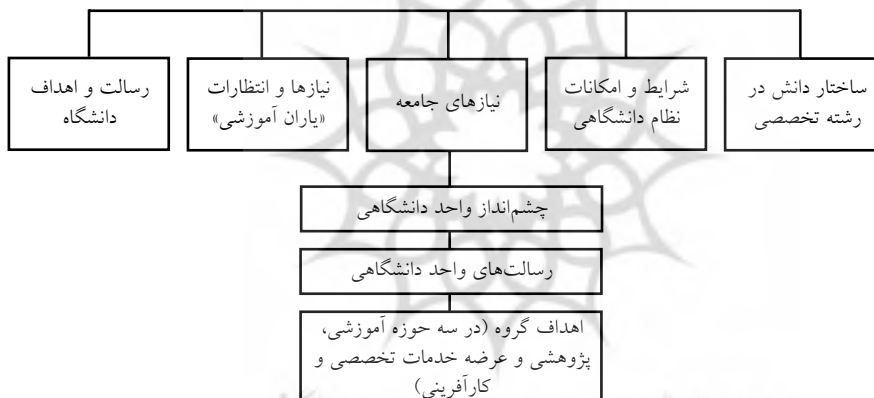 ساختار دانش در
رشته تخصصی
شرایط و امکانات
نظام دانشگاهی
نیازهای جامعه
نیازها و انتظارات
«یاران آموزشی»
رسالت و اهداف
دانشگاه
چشم‌انداز واحد دانشگاهی
رسالت‌های واحد دانشگاهی
اهداف گروه (در سه حوزه آموزشی،
پژوهشی و عرضه خدمات تخصصی و
کارآفرینی)